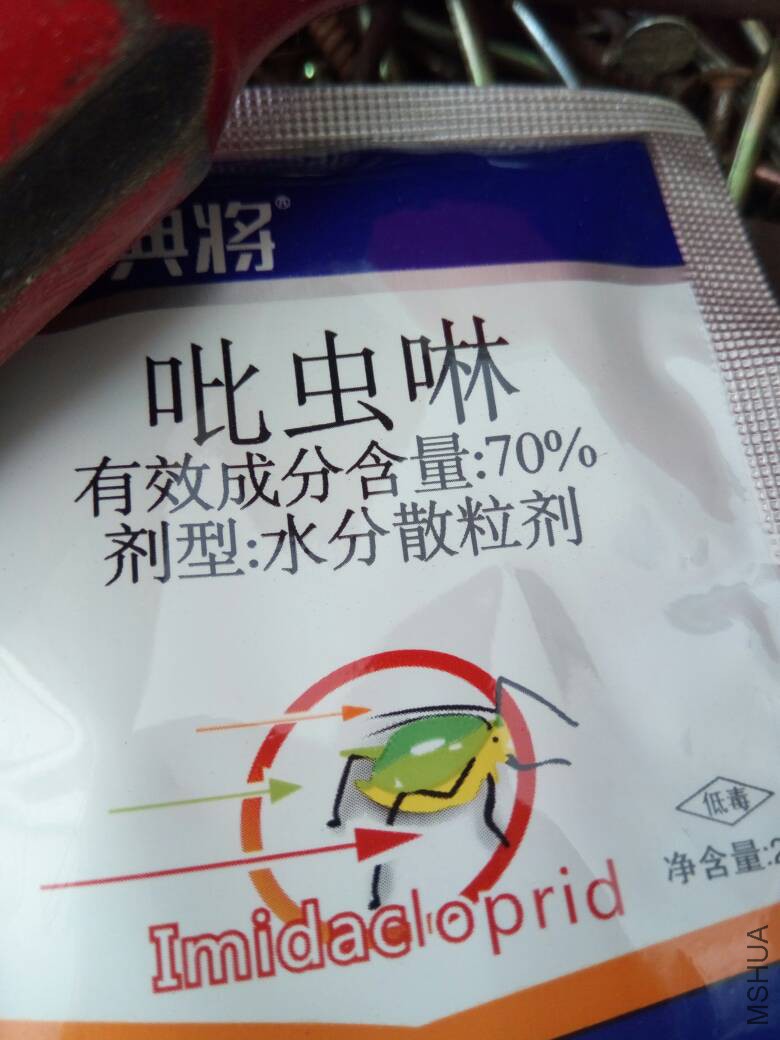 典将®
吡虫啉
有效成分含量:70%
剂型:水分散粒剂
低毒
净含量:2
Imidacloprid
MSHUA